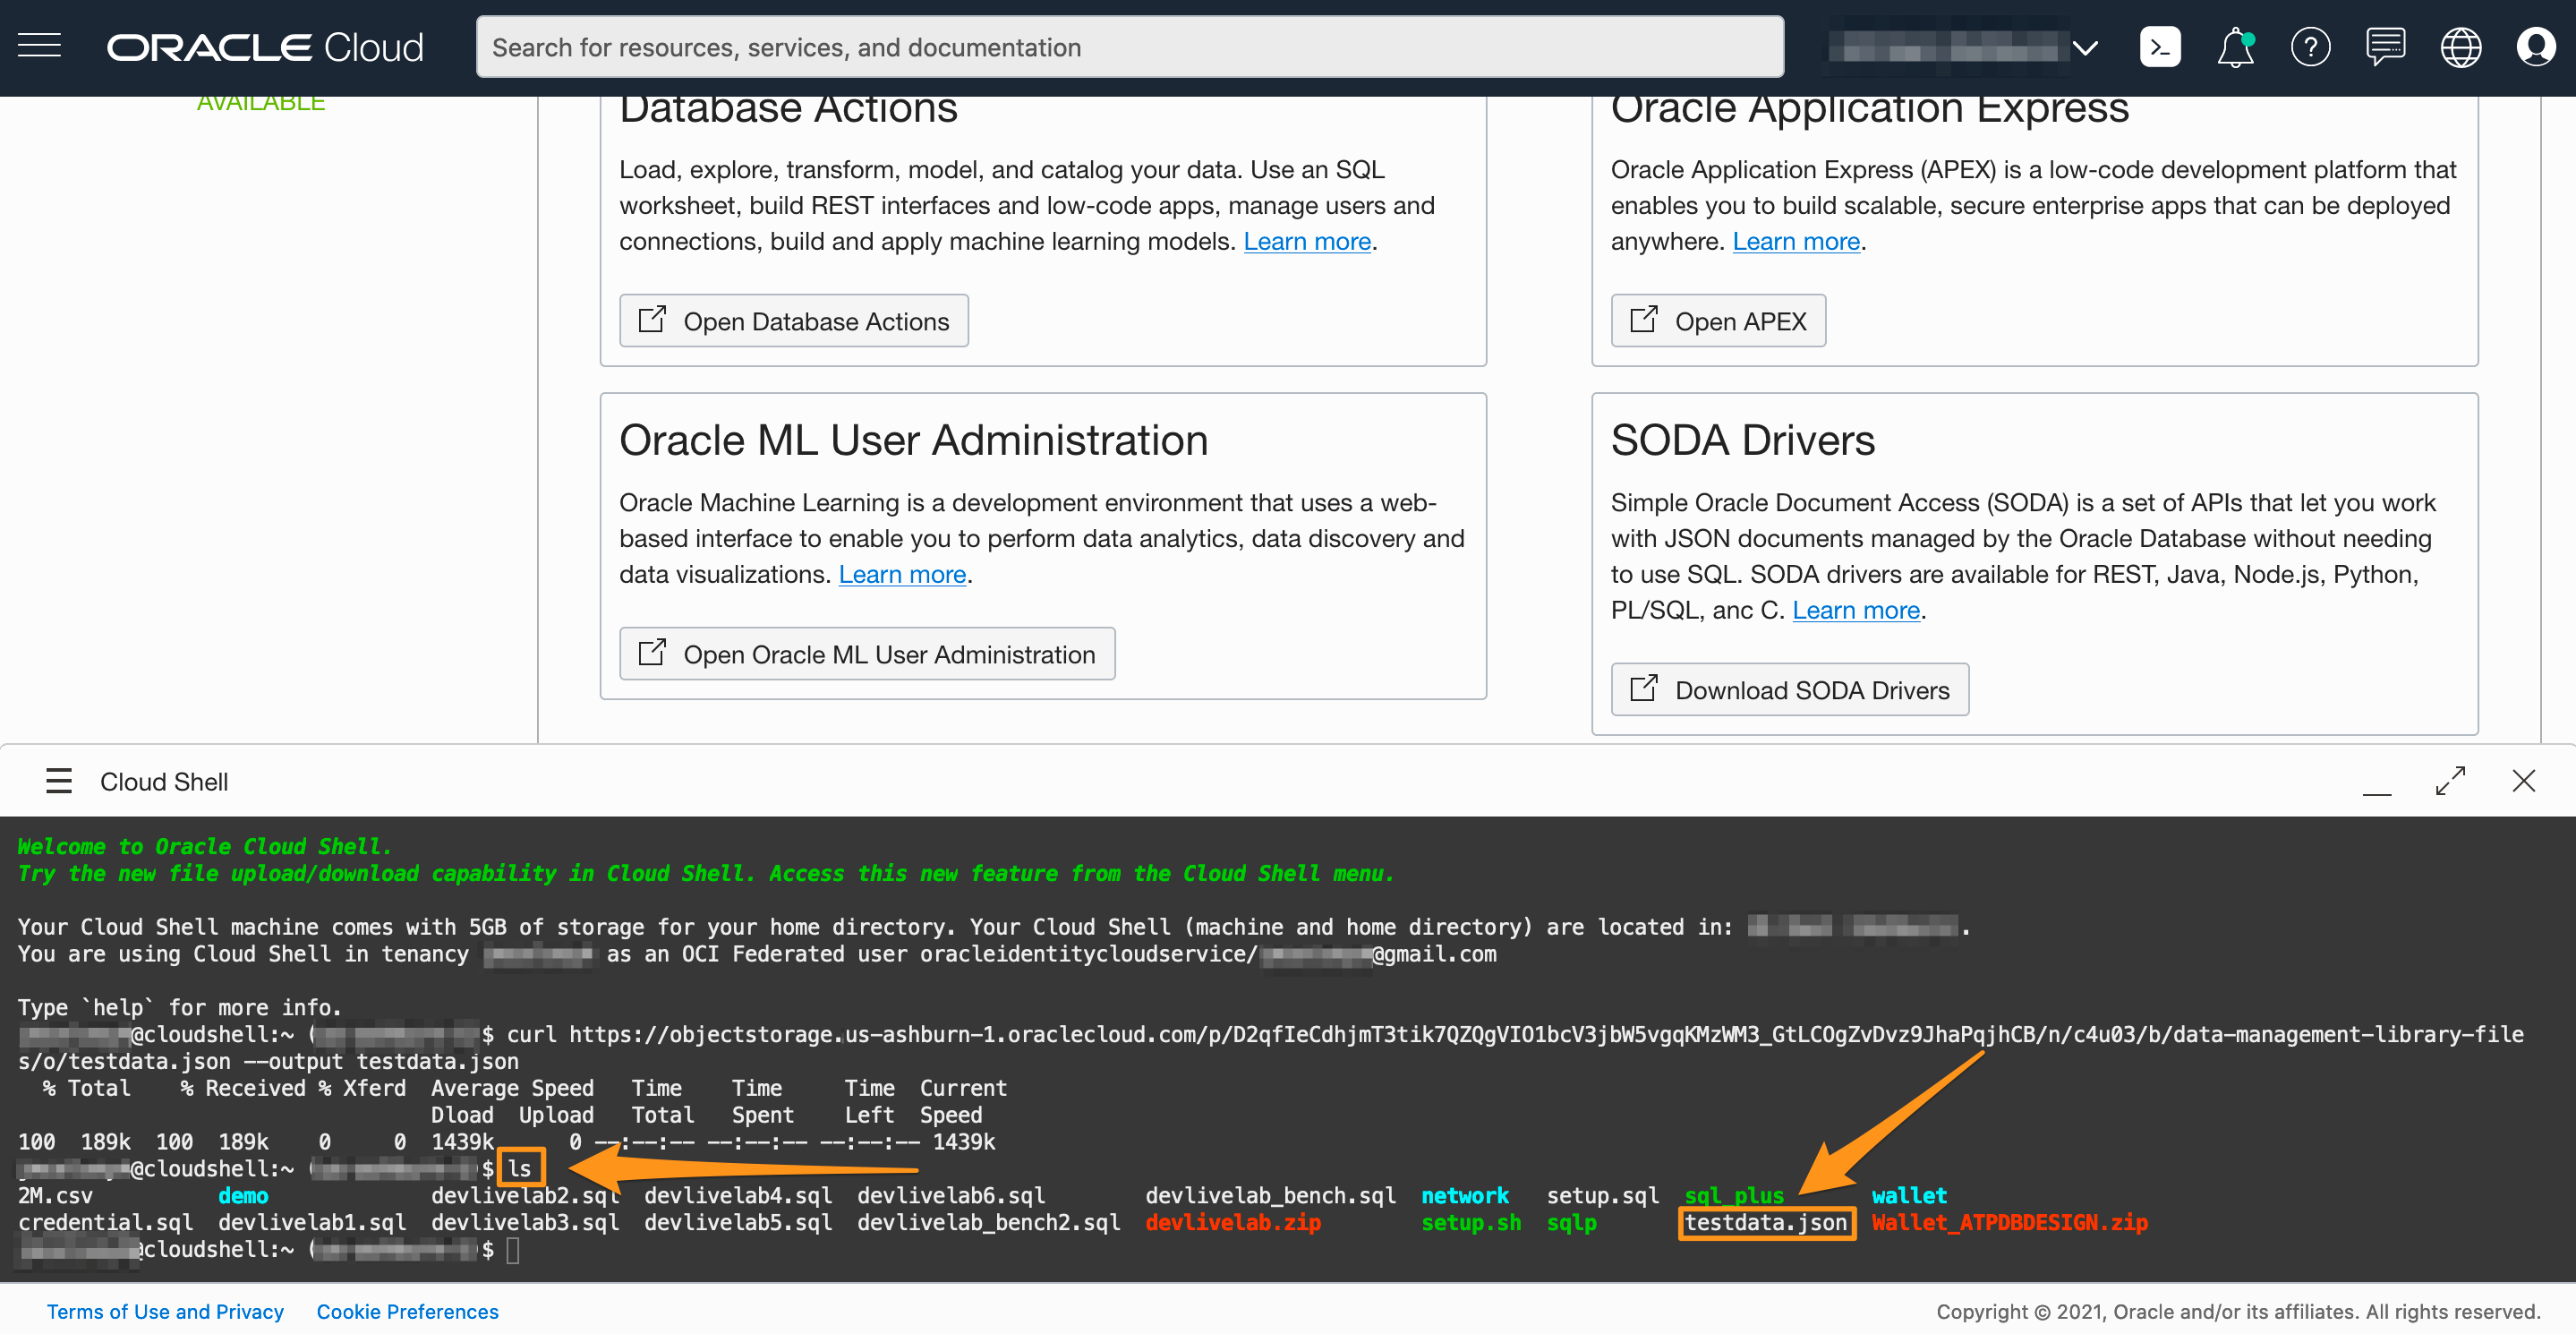 ORACLE Cloud
Search for resources, services, and documentation
AVAILABLE
Database Actions
Load, explore, transform, model, and catalog your data. Use an SQL
worksheet, build REST interfaces and low-code apps, manage users and
connections, build and apply machine learning models. Learn more.
Open Database Actions
Oracle Application Express
Oracle Application Express (APEX) is a low-code development platform that
enables you to build scalable, secure enterprise apps that can be deployed
anywhere. Learn more.
Open APEX
Oracle ML User Administration
Oracle Machine Learning is a development environment that uses a web-
based interface to enable you to perform data analytics, data discovery and
data visualizations. Learn more.
Open Oracle ML User Administration
SODA Drivers
Simple Oracle Document Access (SODA) is a set of APIs that let you work
with JSON documents managed by the Oracle Database without needing
to use SQL. SODA drivers are available for REST, Java, Node.js, Python,
PL/SQL, anc C. Learn more.
Download SODA Drivers
Cloud Shell
Welcome to Oracle Cloud Shell.
Try the new file upload/download capability in Cloud Shell. Access this new feature from the Cloud Shell menu.
Your Cloud Shell machine comes with 5GB of storage for your home directory. Your Cloud Shell (machine and home directory) are located in: .
You are using Cloud Shell in tenancy as an OCI Federated user oracleidentitycloudservice/ @gmail.com
Type `help` for more info.
@cloudshell:~ ( $ curl https://objectstorage.us-ashburn-1.oraclecloud.com/p/D2qfIeCdhjmT3tik7QZQgVIO1bcV3jbW5vgqKMzWM3_GtLCOgZvDvz9JhaPqjhCB/n/c4u03/b/data-management-library-file
s/o/testdata.json --output testdata.json
% Total % Received % Xferd Average Speed Time Time Time Current
Dload Upload Total Spent Left Speed
100 189k 100 189k 0 0 1439k 0 --:--:-- --:--:-- --:--:-- 1439k
@cloudshell:~ ( )$ ls
2M.csv demo devlivelab2.sql devlivelab4.sql devlivelab6.sql devlivelab_bench.sql network setup.sql sql_plus wallet
credential.sql devlivelab1.sql devlivelab3.sql devlivelab5.sql devlivelab_bench2.sql devlivelab.zip setup.sh sqlp testdata.json Wallet_ATPDBDESIGN.zip
@cloudshell:~ ( )$
Terms of Use and Privacy Cookie Preferences
Copyright © 2021, Oracle and/or its affiliates. All rights reserved.